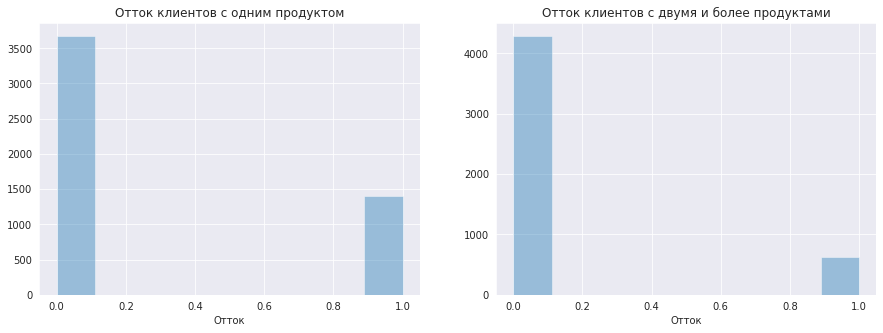 Отток клиентов с одним продуктом
3500
3000
2500
2000
1500
1000
500
0
0.0 0.2 0.4 0.6 0.8 1.0
Отток
Отток клиентов с двумя и более продуктами
4000
3000
2000
1000
0
0.0 0.2 0.4 0.6 0.8 1.0
Отток